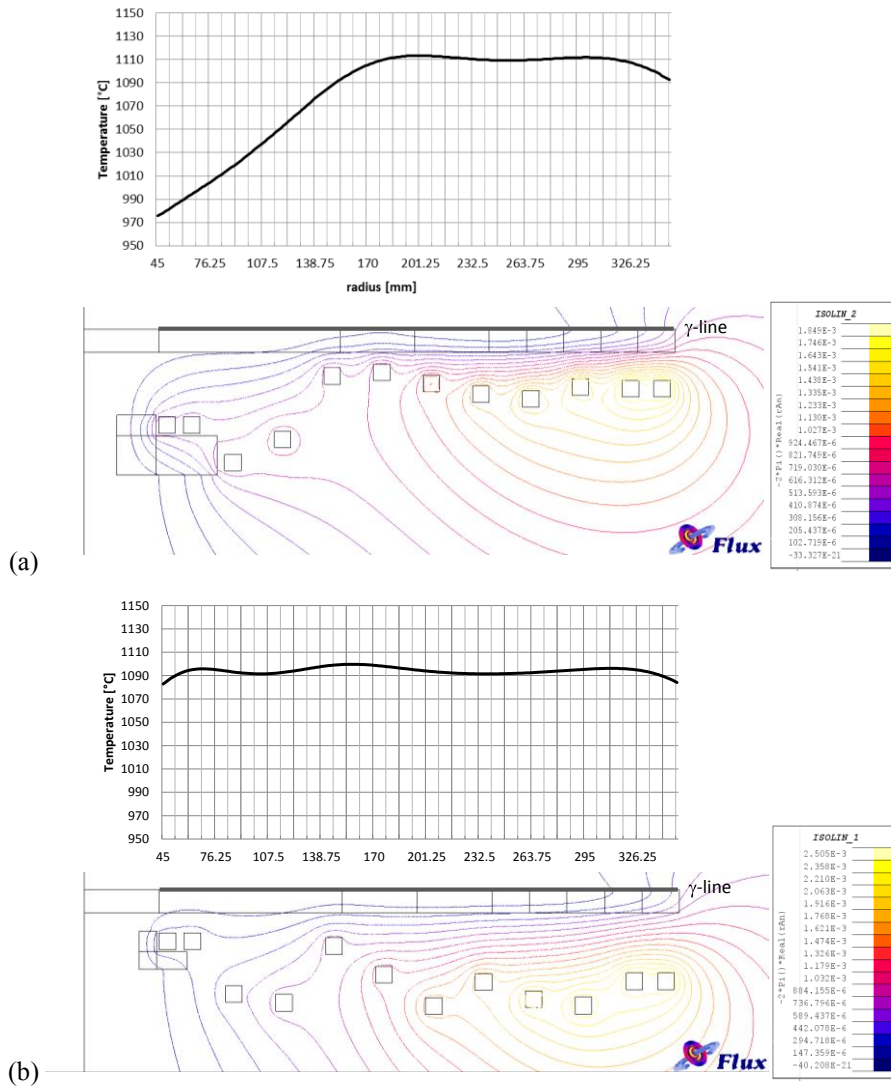 1150
1130
1110
1090
1070
1050
1030
1010
990
970
950
Temperature [°C]
45 76.25 107.5 138.75 170 201.25 232.5 263.75 295 326.25
radius [mm]
γ-line
ISOLIN_2
-2*Pi()*Real(rAn)
1.849E-3
1.746E-3
1.643E-3
1.541E-3
1.438E-3
1.335E-3
1.233E-3
1.130E-3
1.027E-3
924.467E-6
821.749E-6
719.030E-6
616.312E-6
513.593E-6
410.874E-6
308.156E-6
205.437E-6
102.719E-6
-33.327E-21
Flux
(a)
1150
1130
1110
1090
1070
1050
1030
1010
990
970
950
Temperature [°C]
45 76.25 107.5 138.75 170 201.25 232.5 263.75 295 326.25
γ-line
ISOLIN_1
-2*Pi()*Real(rAn)
2.505E-3
2.358E-3
2.210E-3
2.063E-3
1.916E-3
1.768E-3
1.621E-3
1.474E-3
1.326E-3
1.179E-3
1.032E-3
884.155E-6
736.796E-6
589.437E-6
442.078E-6
294.718E-6
147.359E-6
-40.208E-21
Flux
(b)